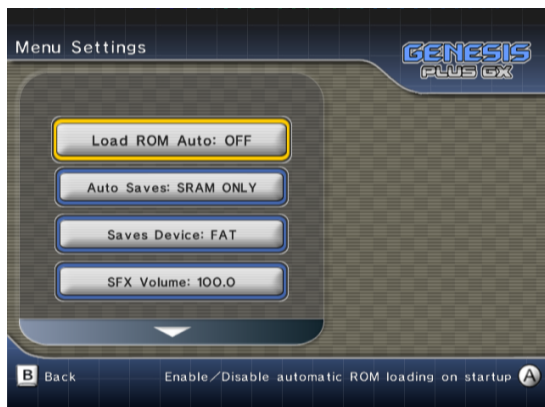 Menu Settings
GENESIS
PLUS GX
Load ROM Auto: OFF
Auto Saves: SRAM ONLY
Saves Device: FAT
SFX Volume: 100.0
B Back
Enable/Disable automatic ROM loading on startup A